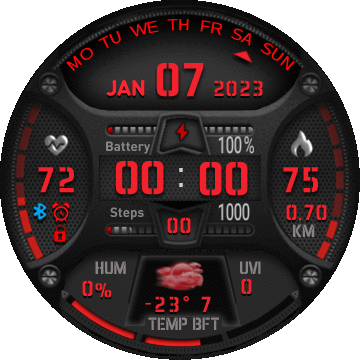 MO TU WE TH FR SA SUN
JAN 07 2023
Battery 100%
72 00 : 00 75
Steps 00 1000
0.70
KM
HUM UVI
0% 0
-23° 7
TEMP BFT